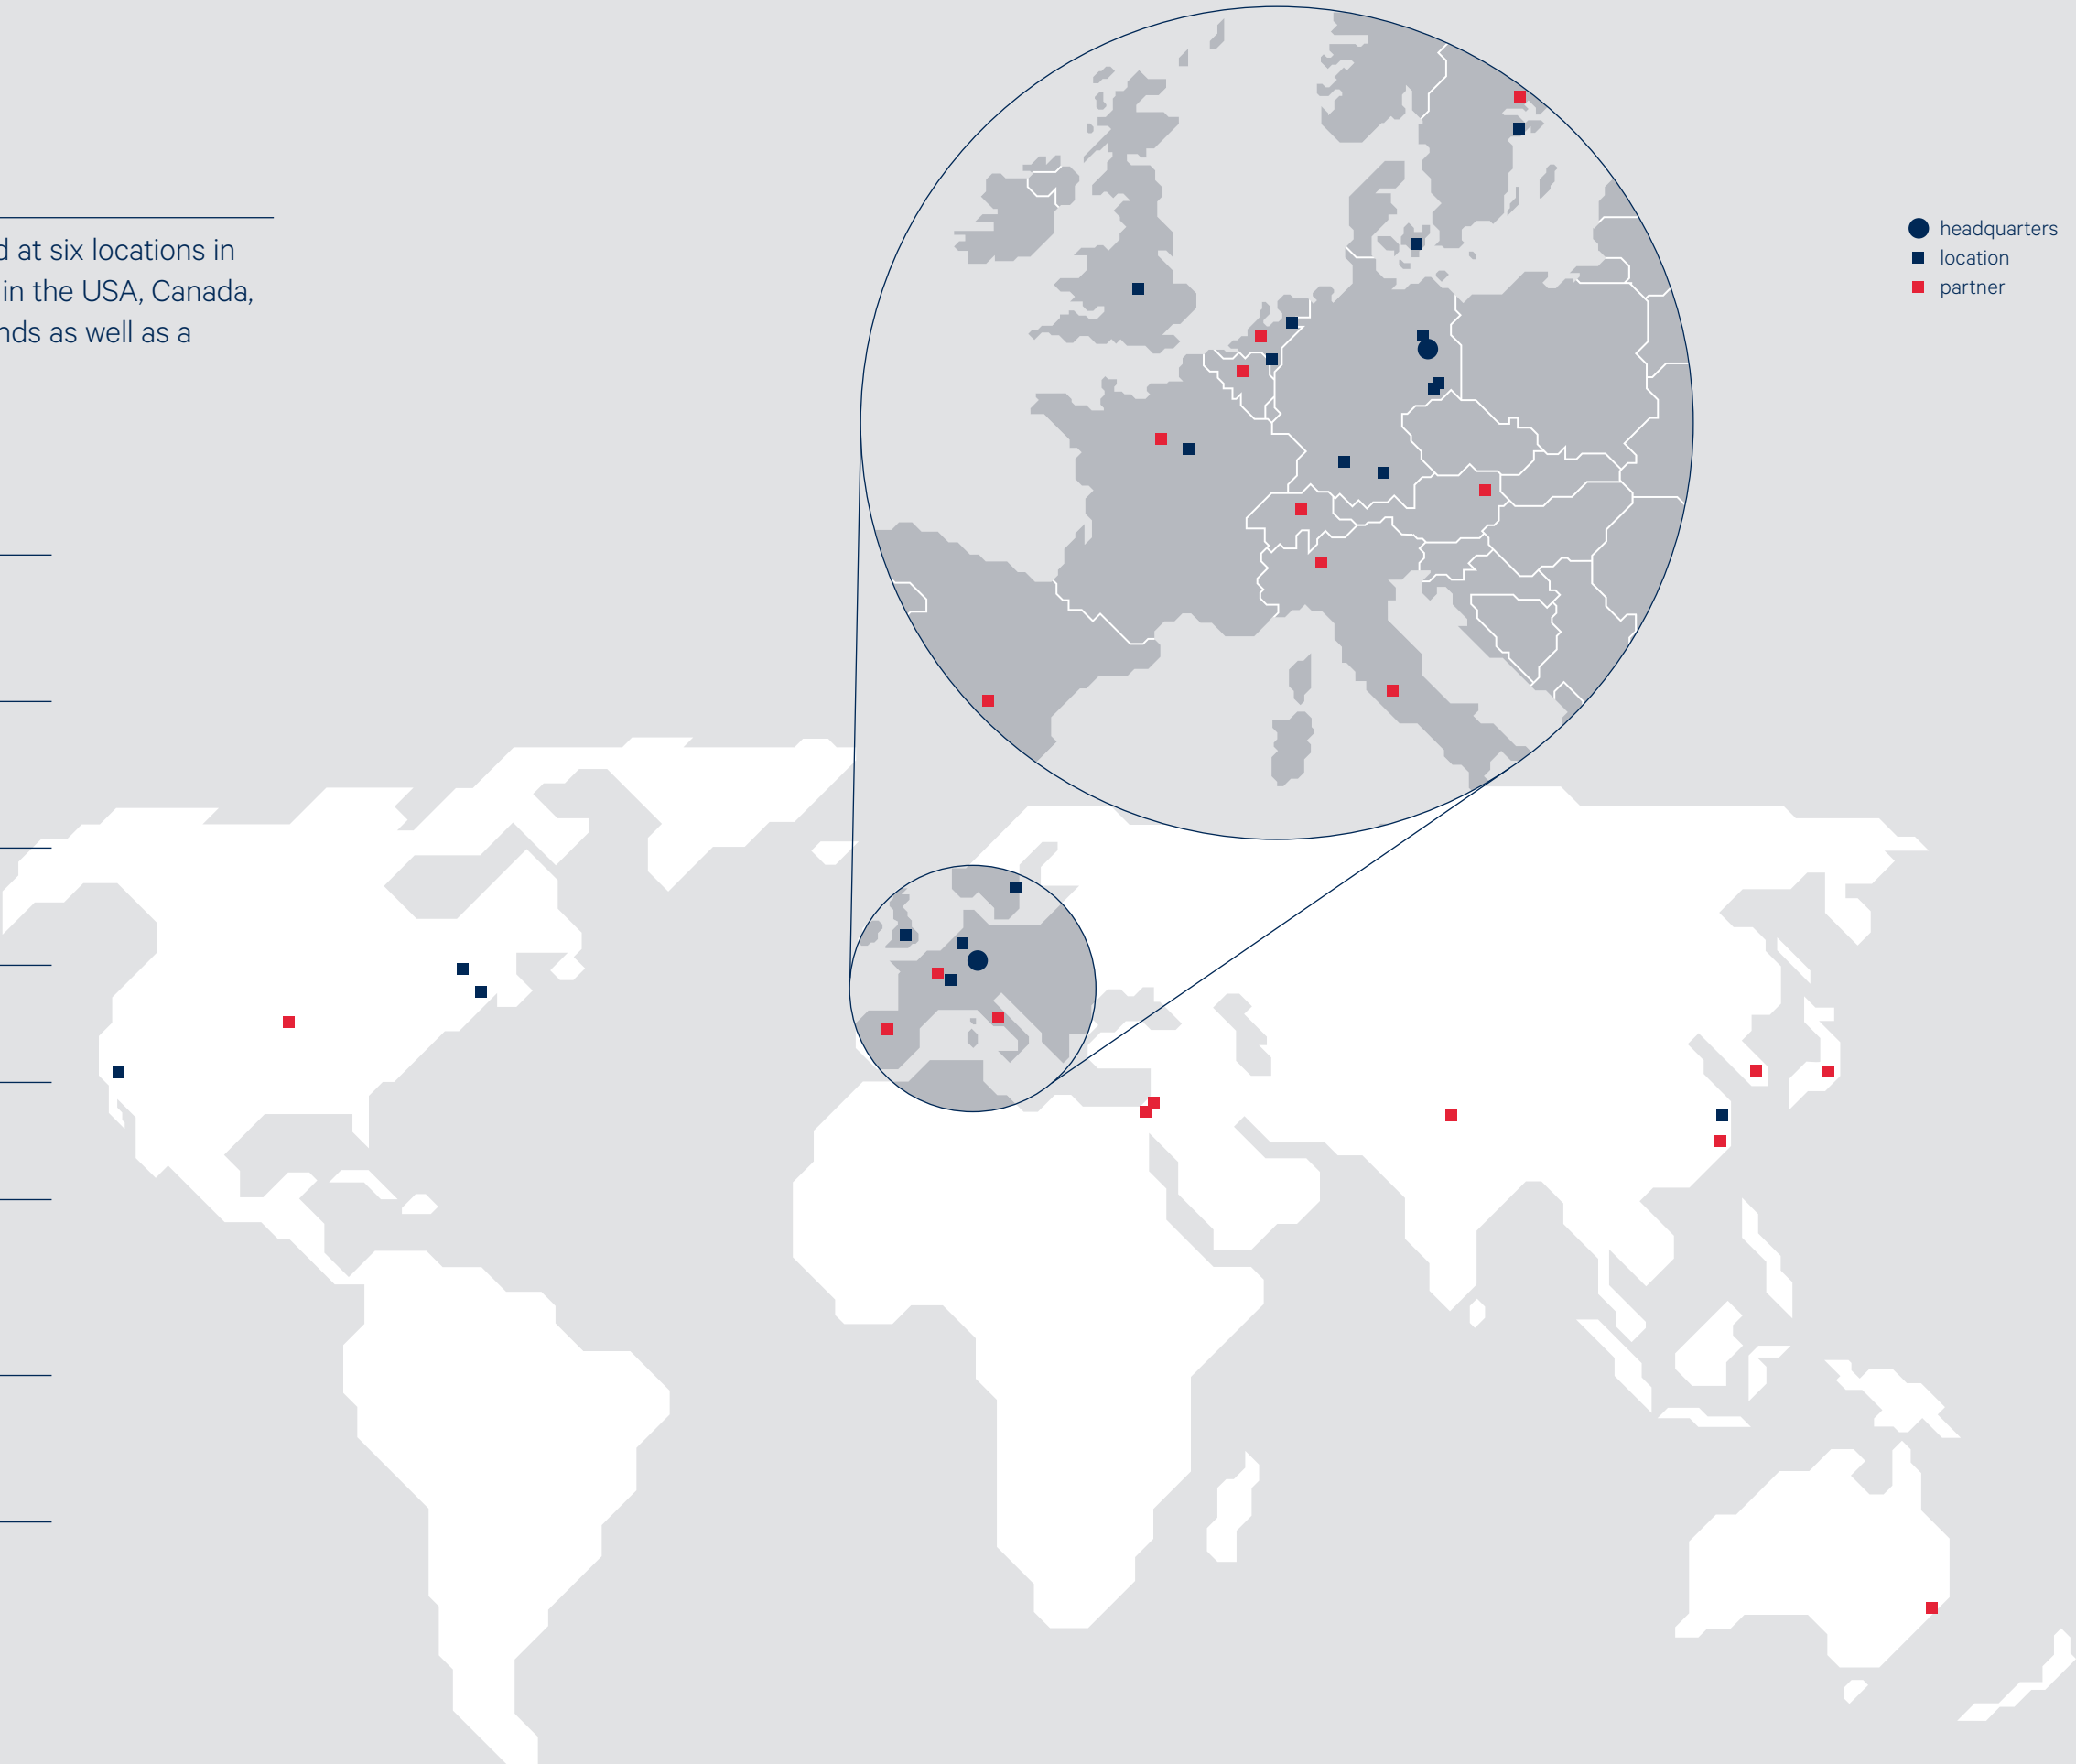 d at six locations in
in the USA, Canada,
nds as well as a
headquarters
location
partner